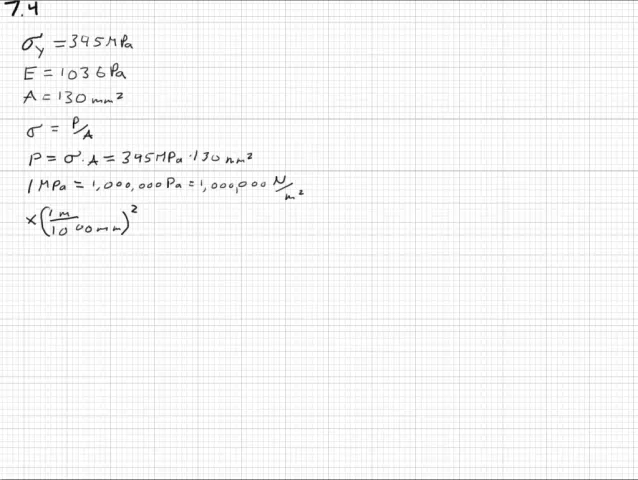 7.4
σ_Y = 345 MPa
E = 103 GPa
A = 130 mm²
σ = P/A
P = σ · A = 345 MPa · 130 mm²
1 MPa = 1,000,000 Pa = 1,000,000 N/m²
× (1 m / 1000 mm)²